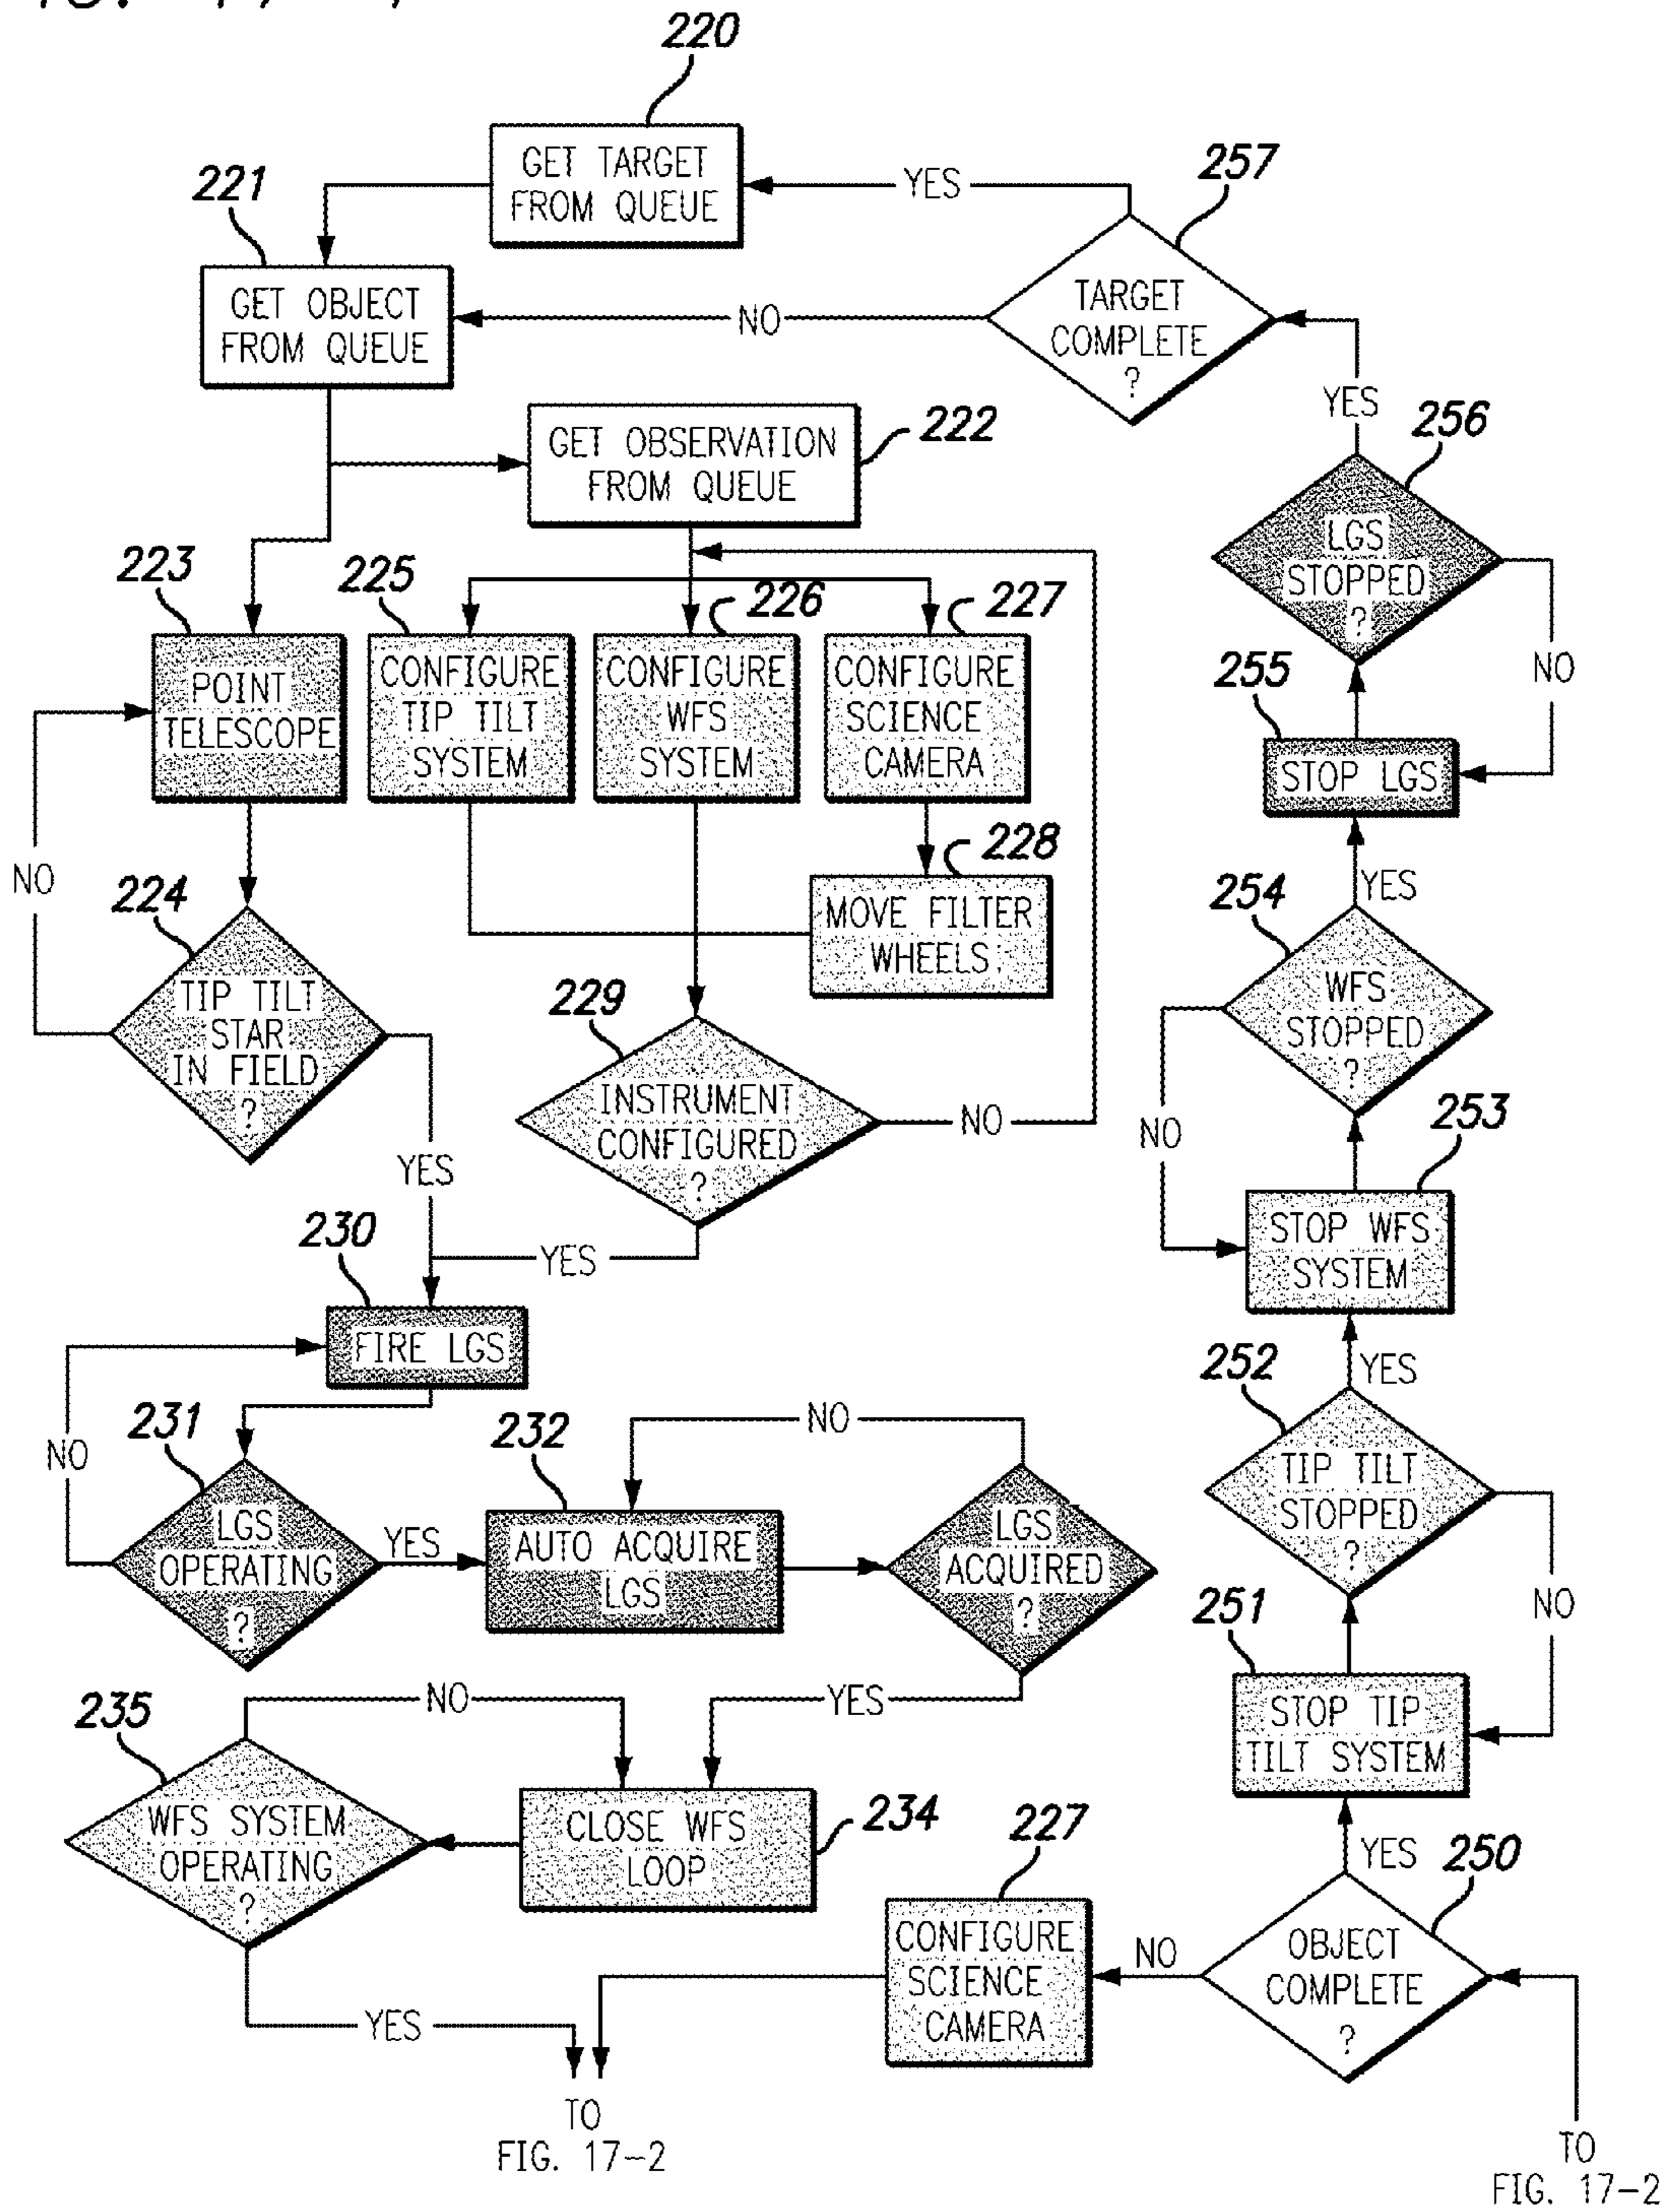 220
GET TARGET
FROM QUEUE
YES
257
221
GET OBJECT
FROM QUEUE
NO
TARGET
COMPLETE
?
GET OBSERVATION
FROM QUEUE
222
YES
256
LGS
STOPPED
?
NO
223
POINT
TELESCOPE
225
CONFIGURE
TIP TILT
SYSTEM
226
CONFIGURE
WFS
SYSTEM
227
CONFIGURE
SCIENCE
CAMERA
255
STOP LGS
228
MOVE FILTER
WHEELS
NO
224
TIP TILT
STAR
IN FIELD
?
YES
YES
254
WFS
STOPPED
?
NO
229
INSTRUMENT
CONFIGURED
?
NO
YES
253
STOP WFS
SYSTEM
230
FIRE LGS
YES
252
TIP TILT
STOPPED
?
NO
NO
231
LGS
OPERATING
?
YES
232
AUTO ACQUIRE
LGS
NO
LGS
ACQUIRED
?
YES
251
STOP TIP
TILT SYSTEM
NO
235
WFS SYSTEM
OPERATING
?
CLOSE WFS
LOOP
234
YES
YES
250
OBJECT
COMPLETE
?
NO
227
CONFIGURE
SCIENCE
CAMERA
TO
FIG. 17-2
TO
FIG. 17-2